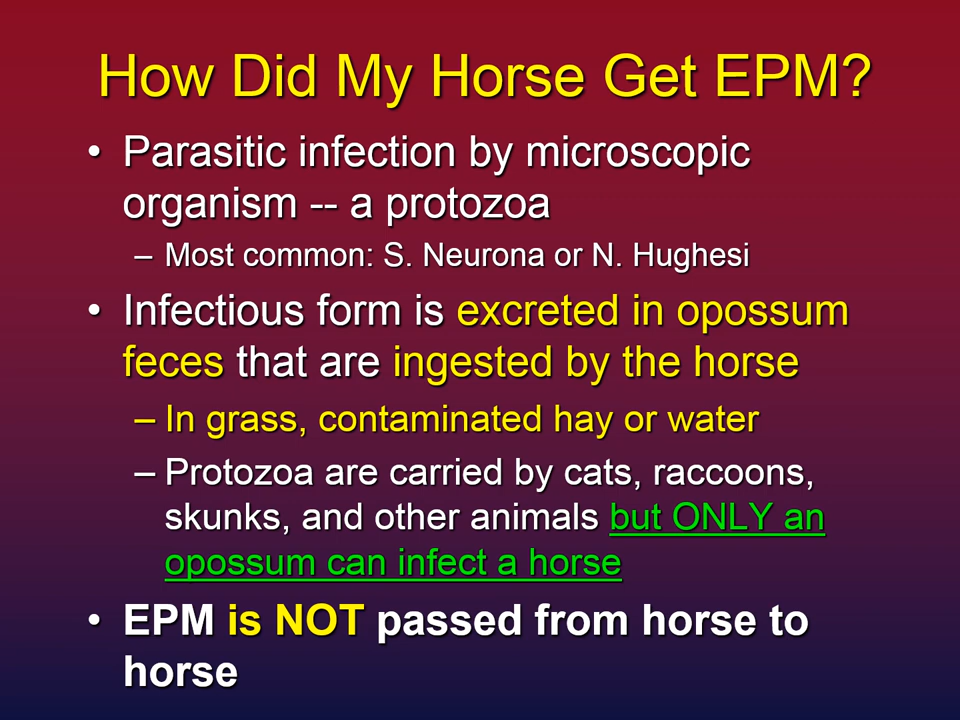 How Did My Horse Get EPM?
• Parasitic infection by microscopic
organism -- a protozoa
– Most common: S. Neurona or N. Hughesi
• Infectious form is excreted in opossum
feces that are ingested by the horse
– In grass, contaminated hay or water
– Protozoa are carried by cats, raccoons,
skunks, and other animals but ONLY an
opossum can infect a horse
• EPM is NOT passed from horse to
horse